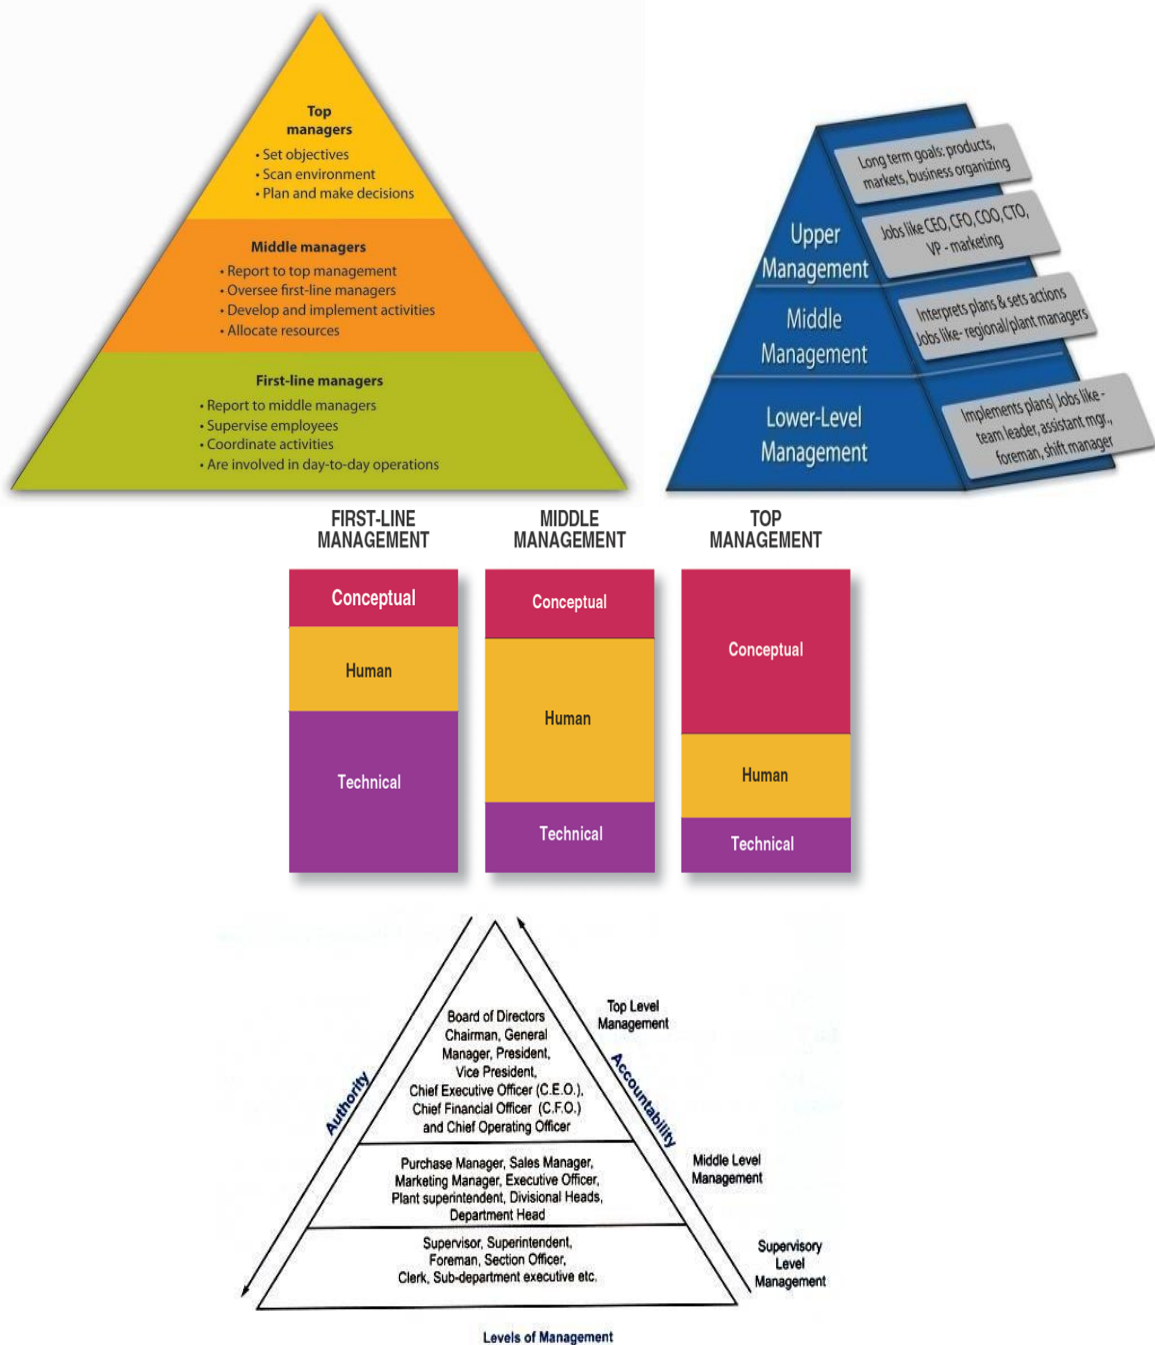 Top
managers
• Set objectives
• Scan environment
• Plan and make decisions
Middle managers
• Report to top management
• Oversee first-line managers
• Develop and implement activities
• Allocate resources
First-line managers
• Report to middle managers
• Supervise employees
• Coordinate activities
• Are involved in day-to-day operations
Upper
Management
Middle
Management
Lower-Level
Management
Long term goals: products,
markets, business organizing
Jobs like CEO, CFO, COO, CTO,
VP - marketing
Interprets plans & sets actions
Jobs like- regional/plant managers
Implements plans| Jobs like -
team leader, assistant mgr.,
foreman, shift manager
FIRST-LINE
MANAGEMENT
Conceptual
Human
Technical
MIDDLE
MANAGEMENT
Conceptual
Human
Technical
TOP
MANAGEMENT
Conceptual
Human
Technical
Authority
Board of Directors
Chairman, General
Manager, President,
Vice President,
Chief Executive Officer (C.E.O.),
Chief Financial Officer (C.F.O.)
and Chief Operating Officer
Purchase Manager, Sales Manager,
Marketing Manager, Executive Officer,
Plant superintendent, Divisional Heads,
Department Head
Supervisor, Superintendent,
Foreman, Section Officer,
Clerk, Sub-department executive etc.
Accountability
Top Level
Management
Middle Level
Management
Supervisory
Level
Management
Levels of Management